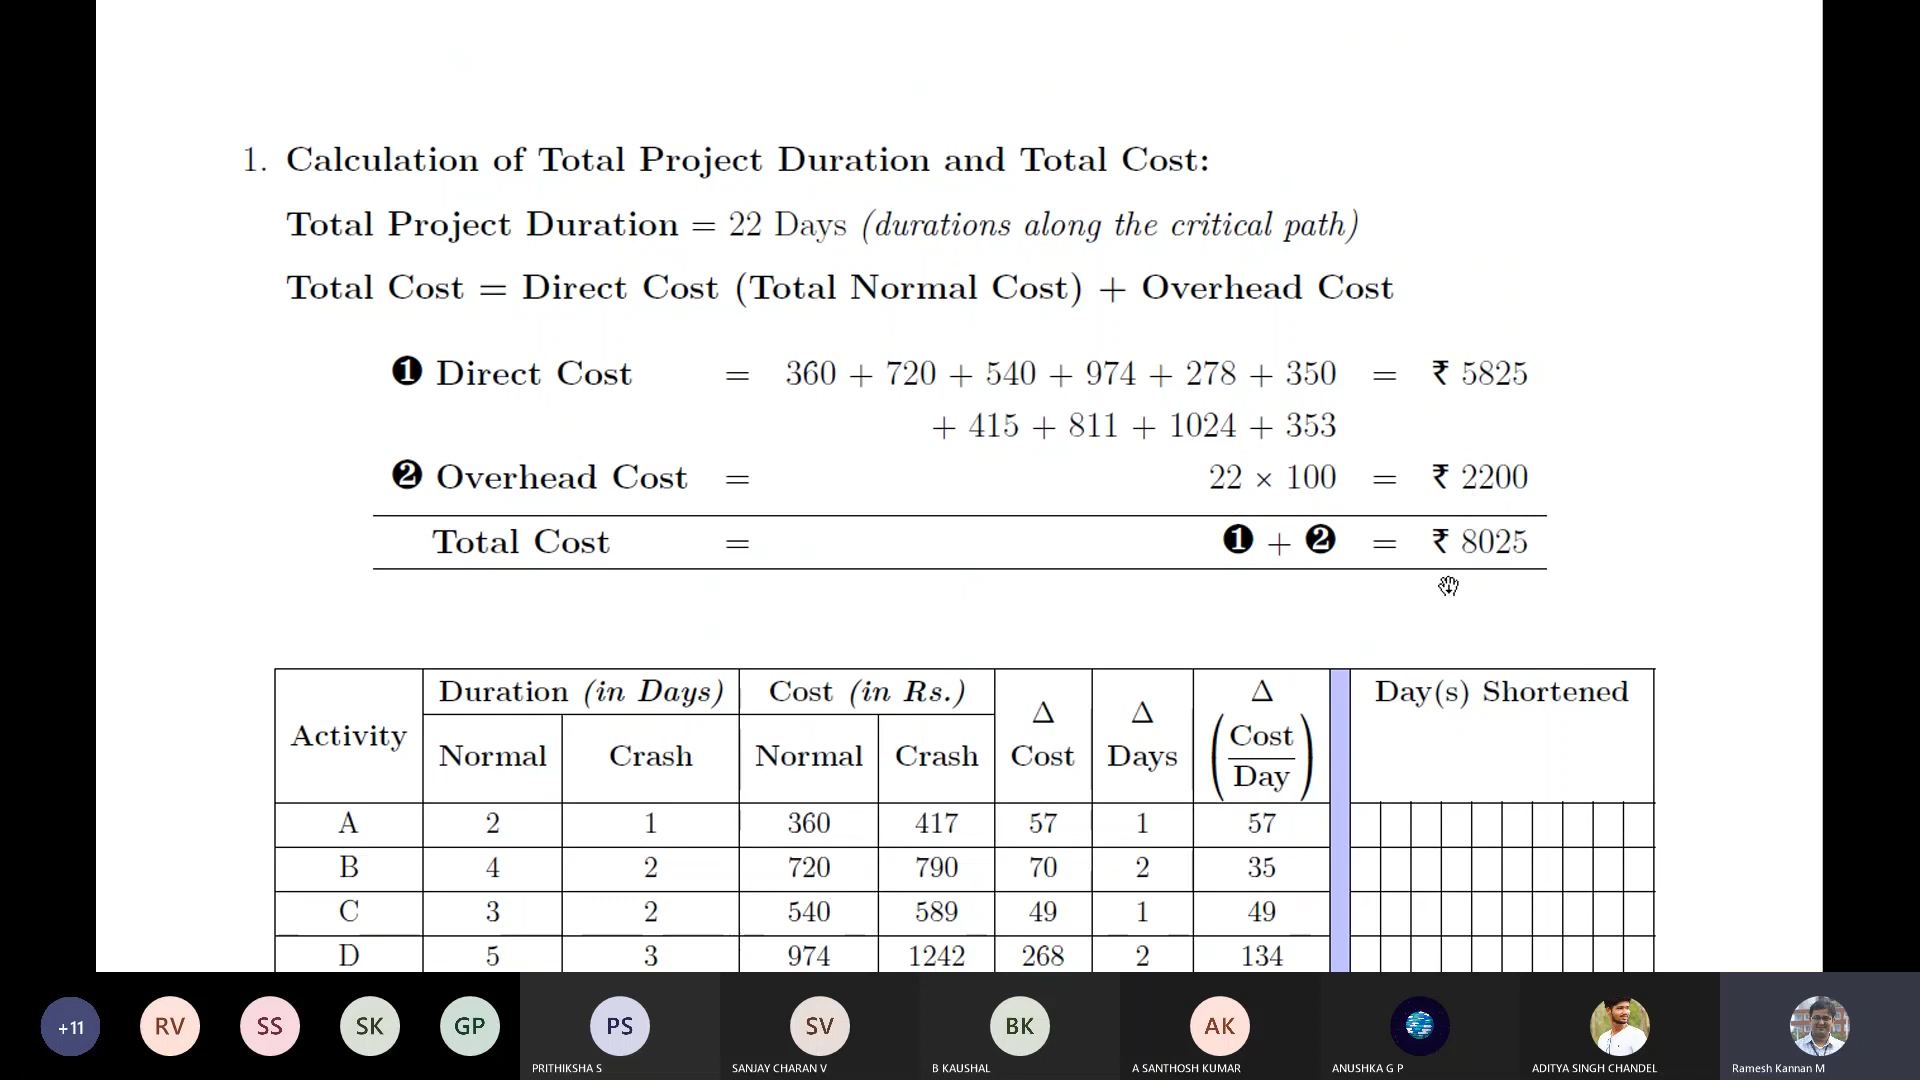 1. Calculation of Total Project Duration and Total Cost:
Total Project Duration = 22 Days (durations along the critical path)
Total Cost = Direct Cost (Total Normal Cost) + Overhead Cost
❶ Direct Cost = 360 + 720 + 540 + 974 + 278 + 350 = ₹ 5825
+ 415 + 811 + 1024 + 353
❷ Overhead Cost = 22 × 100 = ₹ 2200
Total Cost = ❶ + ❷ = ₹ 8025
Activity Duration (in Days) Cost (in Rs.) Δ Cost Δ Days Δ (Cost/Day) Day(s) Shortened
Normal Crash Normal Crash
A 2 1 360 417 57 1 57
B 4 2 720 790 70 2 35
C 3 2 540 589 49 1 49
D 5 3 974 1242 268 2 134
+11 RV SS SK GP PS SV BK AK
PRITHIKSHA S SANJAY CHARAN V B KAUSHAL A SANTHOSH KUMAR ANUSHKA G P ADITYA SINGH CHANDEL Ramesh Kannan M